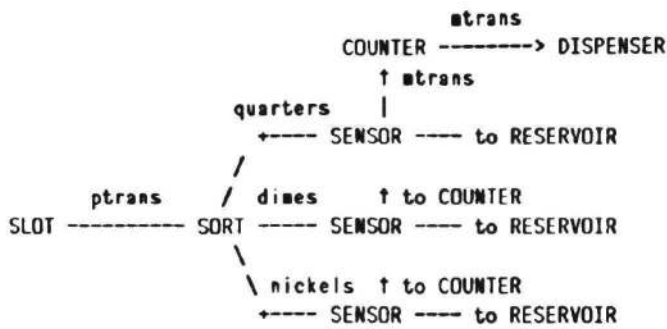 mtrans
COUNTER --------> DISPENSER
↑ mtrans
quarters |
+---- SENSOR ---- to RESERVOIR
/
ptrans / dimes ↑ to COUNTER
SLOT ---------- SORT ----- SENSOR ---- to RESERVOIR
\
\ nickels ↑ to COUNTER
+---- SENSOR ---- to RESERVOIR